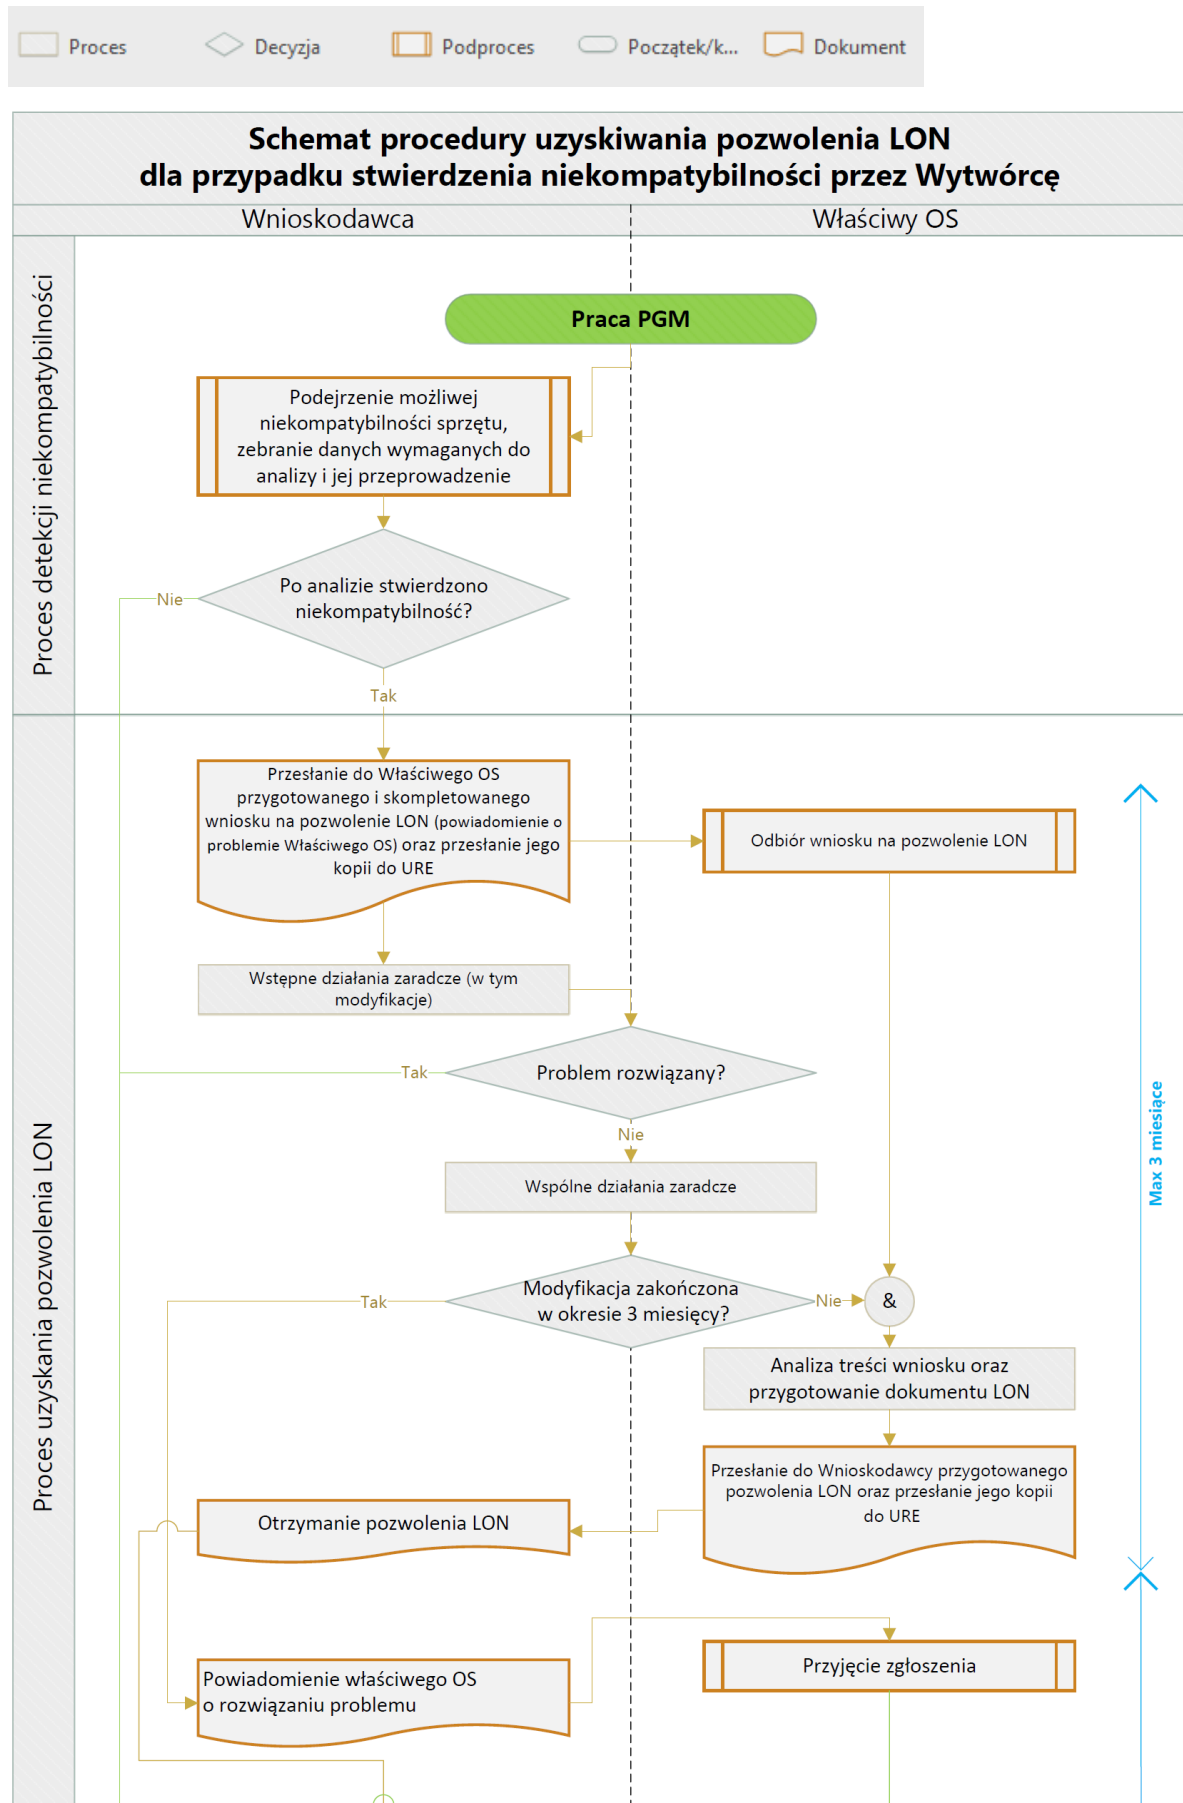 Proces
Decyzja
Podproces
Początek/k...
Dokument
Schemat procedury uzyskiwania pozwolenia LON
dla przypadku stwierdzenia niekompatybilności przez Wytwórcę
Wnioskodawca
Właściwy OS
Proces detekcji niekompatybilności
Praca PGM
Podejrzenie możliwej
niekompatybilności sprzętu,
zebranie danych wymaganych do
analizy i jej przeprowadzenie
Po analizie stwierdzono
niekompatybilność?
Nie
Tak
Proces uzyskania pozwolenia LON
Przesłanie do Właściwego OS
przygotowanego i skompletowanego
wniosku na pozwolenie LON (powiadomienie o
problemie Właściwego OS) oraz przesłanie jego
kopii do URE
Odbiór wniosku na pozwolenie LON
Wstępne działania zaradcze (w tym
modyfikacje)
Problem rozwiązany?
Tak
Nie
Max 3 miesiące
Wspólne działania zaradcze
Modyfikacja zakończona
w okresie 3 miesięcy?
Tak
Nie
&
Analiza treści wniosku oraz
przygotowanie dokumentu LON
Przesłanie do Wnioskodawcy przygotowanego
pozwolenia LON oraz przesłanie jego kopii
do URE
Otrzymanie pozwolenia LON
Przyjęcie zgłoszenia
Powiadomienie właściwego OS
o rozwiązaniu problemu